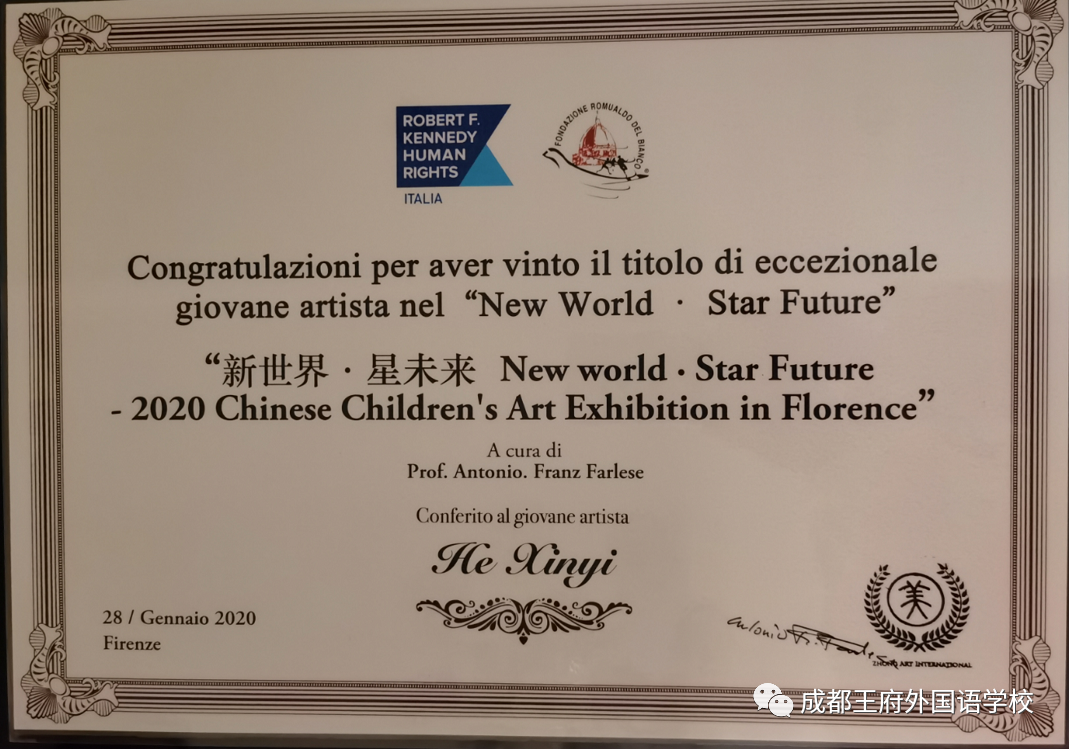 ROBERT F.
KENNEDY
HUMAN
RIGHTS
ITALIA
FONDAZIONE ROMUALDO DEL BIANCO
Congratulazioni per aver vinto il titolo di eccezionale
giovane artista nel “New World · Star Future”
“新世界 · 星未来 New world · Star Future
- 2020 Chinese Children's Art Exhibition in Florence”
A cura di
Prof. Antonio. Franz Farlese
Conferito al giovane artista
He Xinyi
28 / Gennaio 2020
Firenze
美
ZHONG ART INTERNATIONAL
成都王府外国语学校